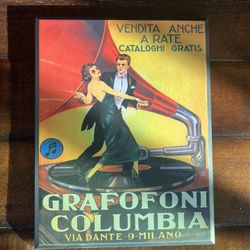 VENDITA ANCHE
A RATE
CATALOGHI GRATIS
GRAFOFONI
COLUMBIA
VIA DANTE·9·MILANO